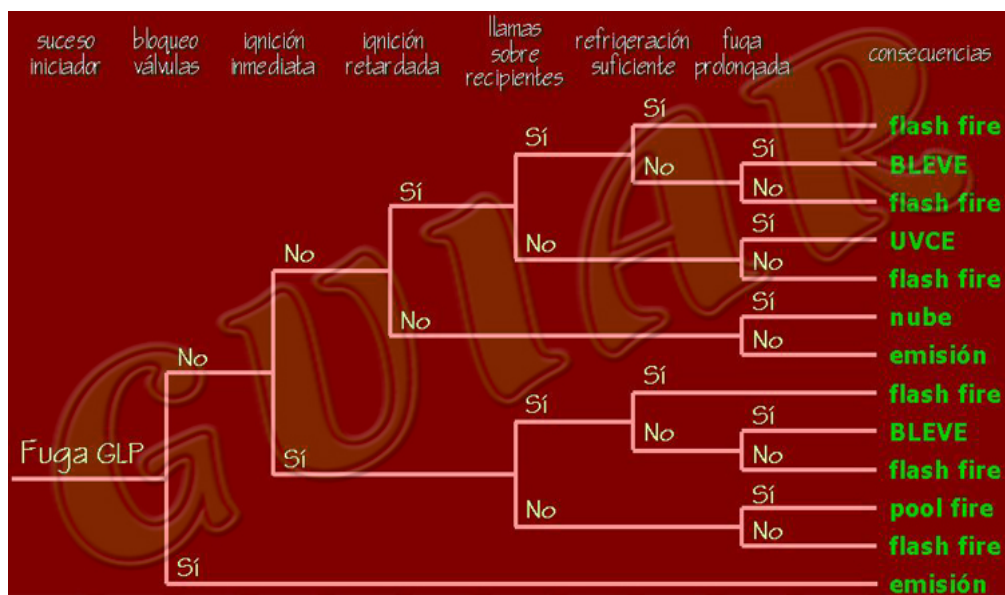 suceso iniciador
bloqueo válvulas
ignición inmediata
ignición retardada
llamas sobre recipientes
refrigeración suficiente
fuga prolongada
consecuencias
Sí
flash fire
Sí
No
Sí
BLEVE
Sí
No
flash fire
Sí
UVCE
No
No
No
flash fire
Sí
nube
No
No
emisión
No
Sí
flash fire
Sí
Sí
BLEVE
No
Fuga GLP
Sí
No
flash fire
Sí
pool fire
No
No
flash fire
Sí
emisión
GUIAR